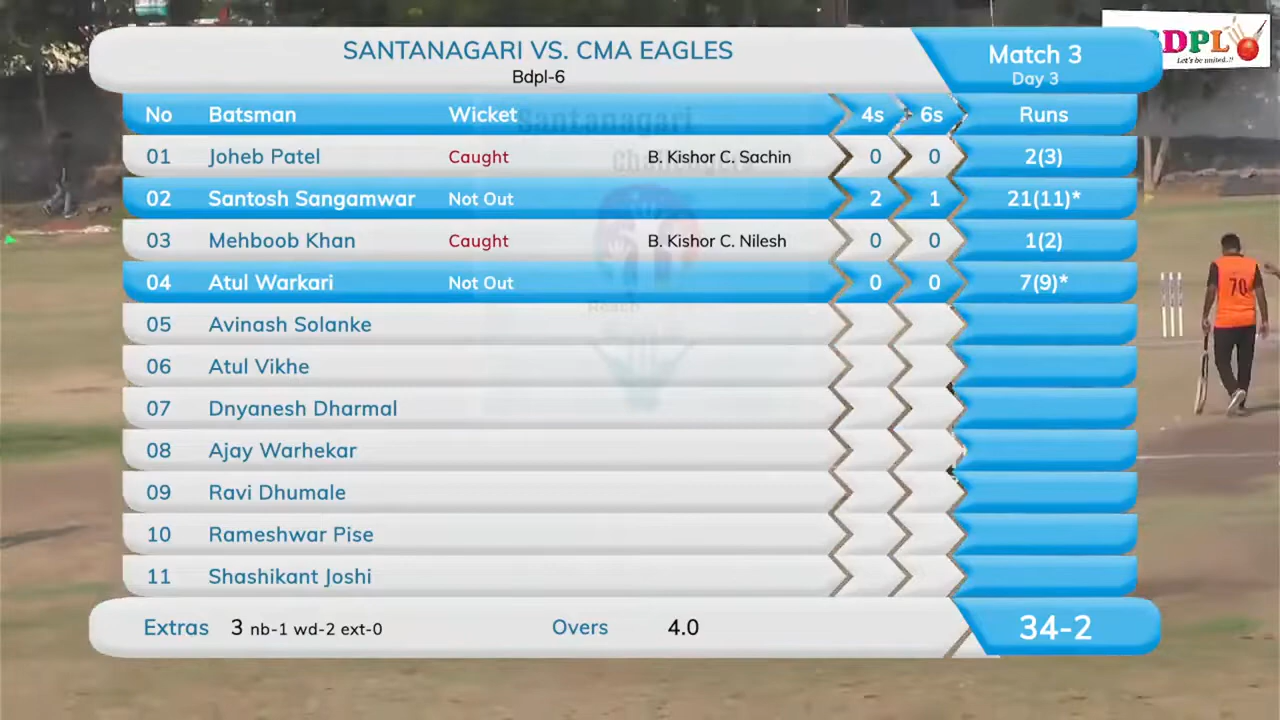 SANTANAGARI VS. CMA EAGLES
Bdpl-6
Match 3
Day 3
DPL
Let's be united..!!
No Batsman Wicket 4s 6s Runs
Santanagari
01 Joheb Patel Caught B. Kishor C. Sachin 0 0 2(3)
02 Santosh Sangamwar Not Out 2 1 21(11)*
03 Mehboob Khan Caught B. Kishor C. Nilesh 0 0 1(2)
04 Atul Warkari Not Out 0 0 7(9)*
70
05 Avinash Solanke
06 Atul Vikhe
07 Dnyanesh Dharmal
08 Ajay Warhekar
09 Ravi Dhumale
10 Rameshwar Pise
11 Shashikant Joshi
Extras 3 nb-1 wd-2 ext-0 Overs 4.0 34-2